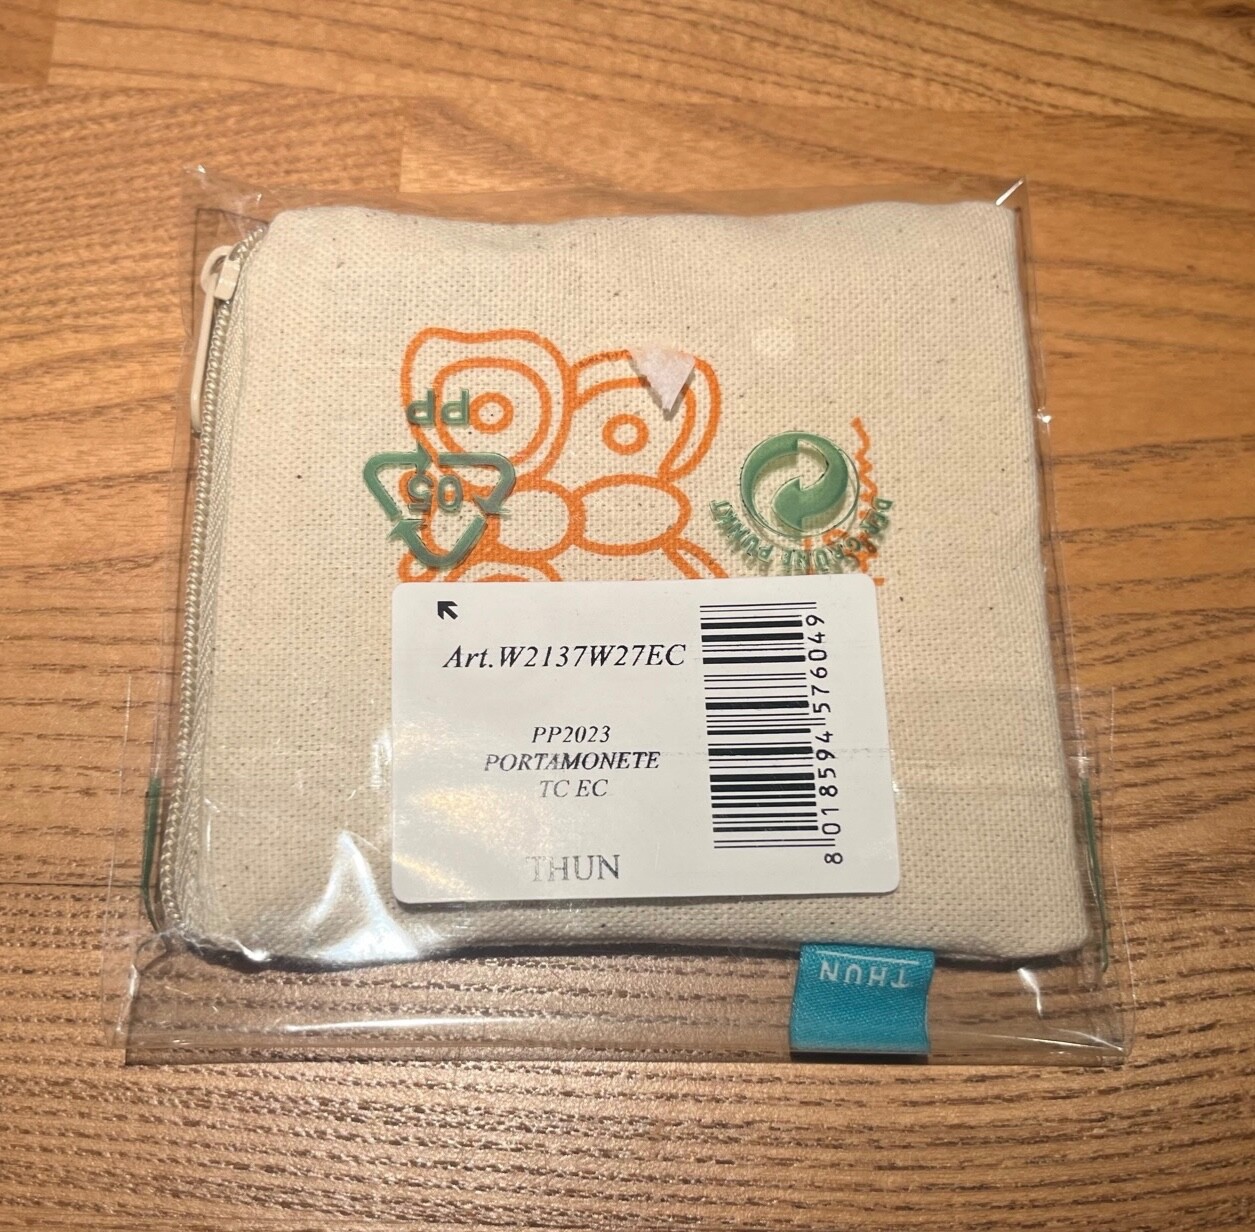 PP
05
DER GRÜNE PUNKT
Art.W2137W27EC
PP2023
PORTAMONETE
TC EC
THUN
8 018594 576049
THUN